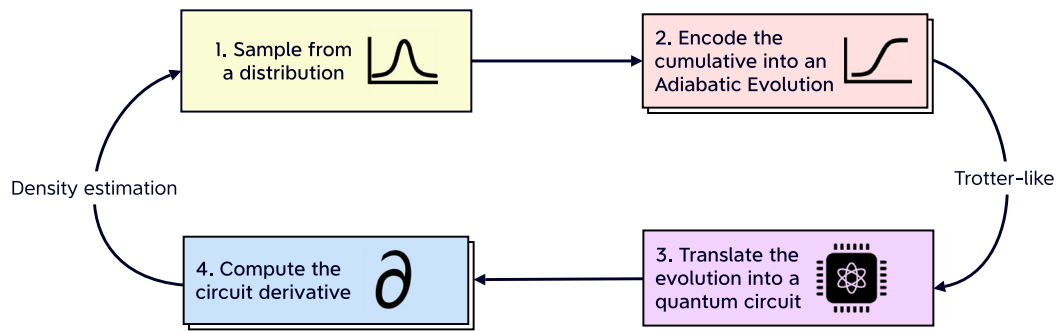 1. Sample from
a distribution
2. Encode the
cumulative into an
Adiabatic Evolution
Density estimation
Trotter-like
4. Compute the
circuit derivative
∂
3. Translate the
evolution into a
quantum circuit